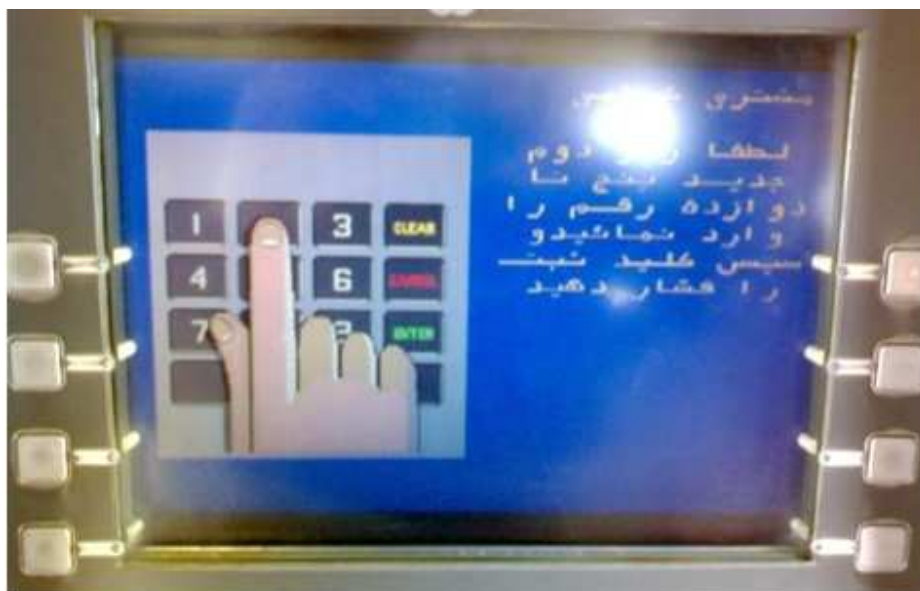 مشتری
لطفا دوم
جدید پنج تا
دوازده رقم را
وارد نمائیدو
سپس کلید ثبت
را فشار دهید
1 3 CLEAR
4 6 CANCEL
7 ENTER